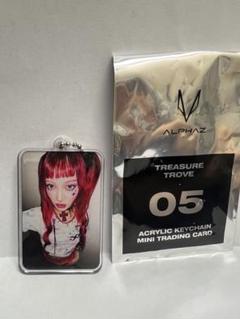 ALPHAZ
TREASURE
TROVE
05
ACRYLIC KEYCHAIN
MINI TRADING CARD